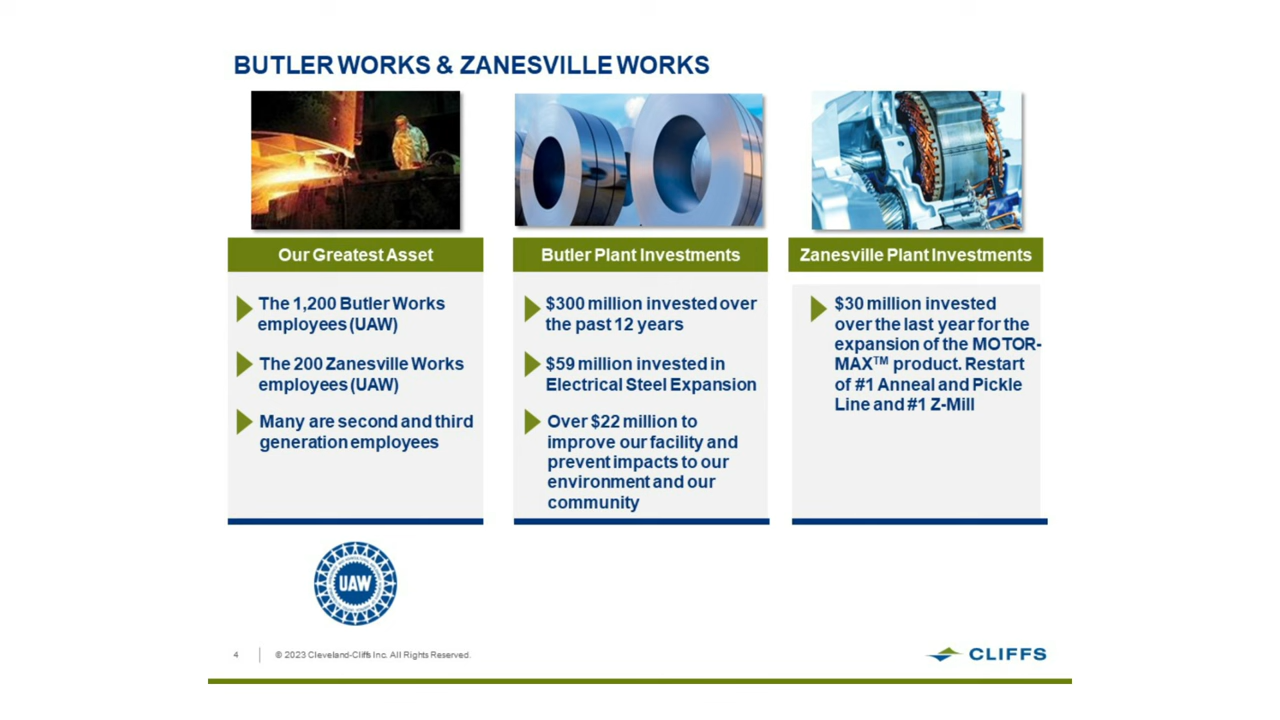 BUTLER WORKS & ZANESVILLE WORKS
Our Greatest Asset
The 1,200 Butler Works
employees (UAW)
The 200 Zanesville Works
employees (UAW)
Many are second and third
generation employees
Butler Plant Investments
$300 million invested over
the past 12 years
$59 million invested in
Electrical Steel Expansion
Over $22 million to
improve our facility and
prevent impacts to our
environment and our
community
Zanesville Plant Investments
$30 million invested
over the last year for the
expansion of the MOTOR-
MAX™ product. Restart
of #1 Anneal and Pickle
Line and #1 Z-Mill
UAW
4
© 2023 Cleveland-Cliffs Inc. All Rights Reserved.
CLIFFS